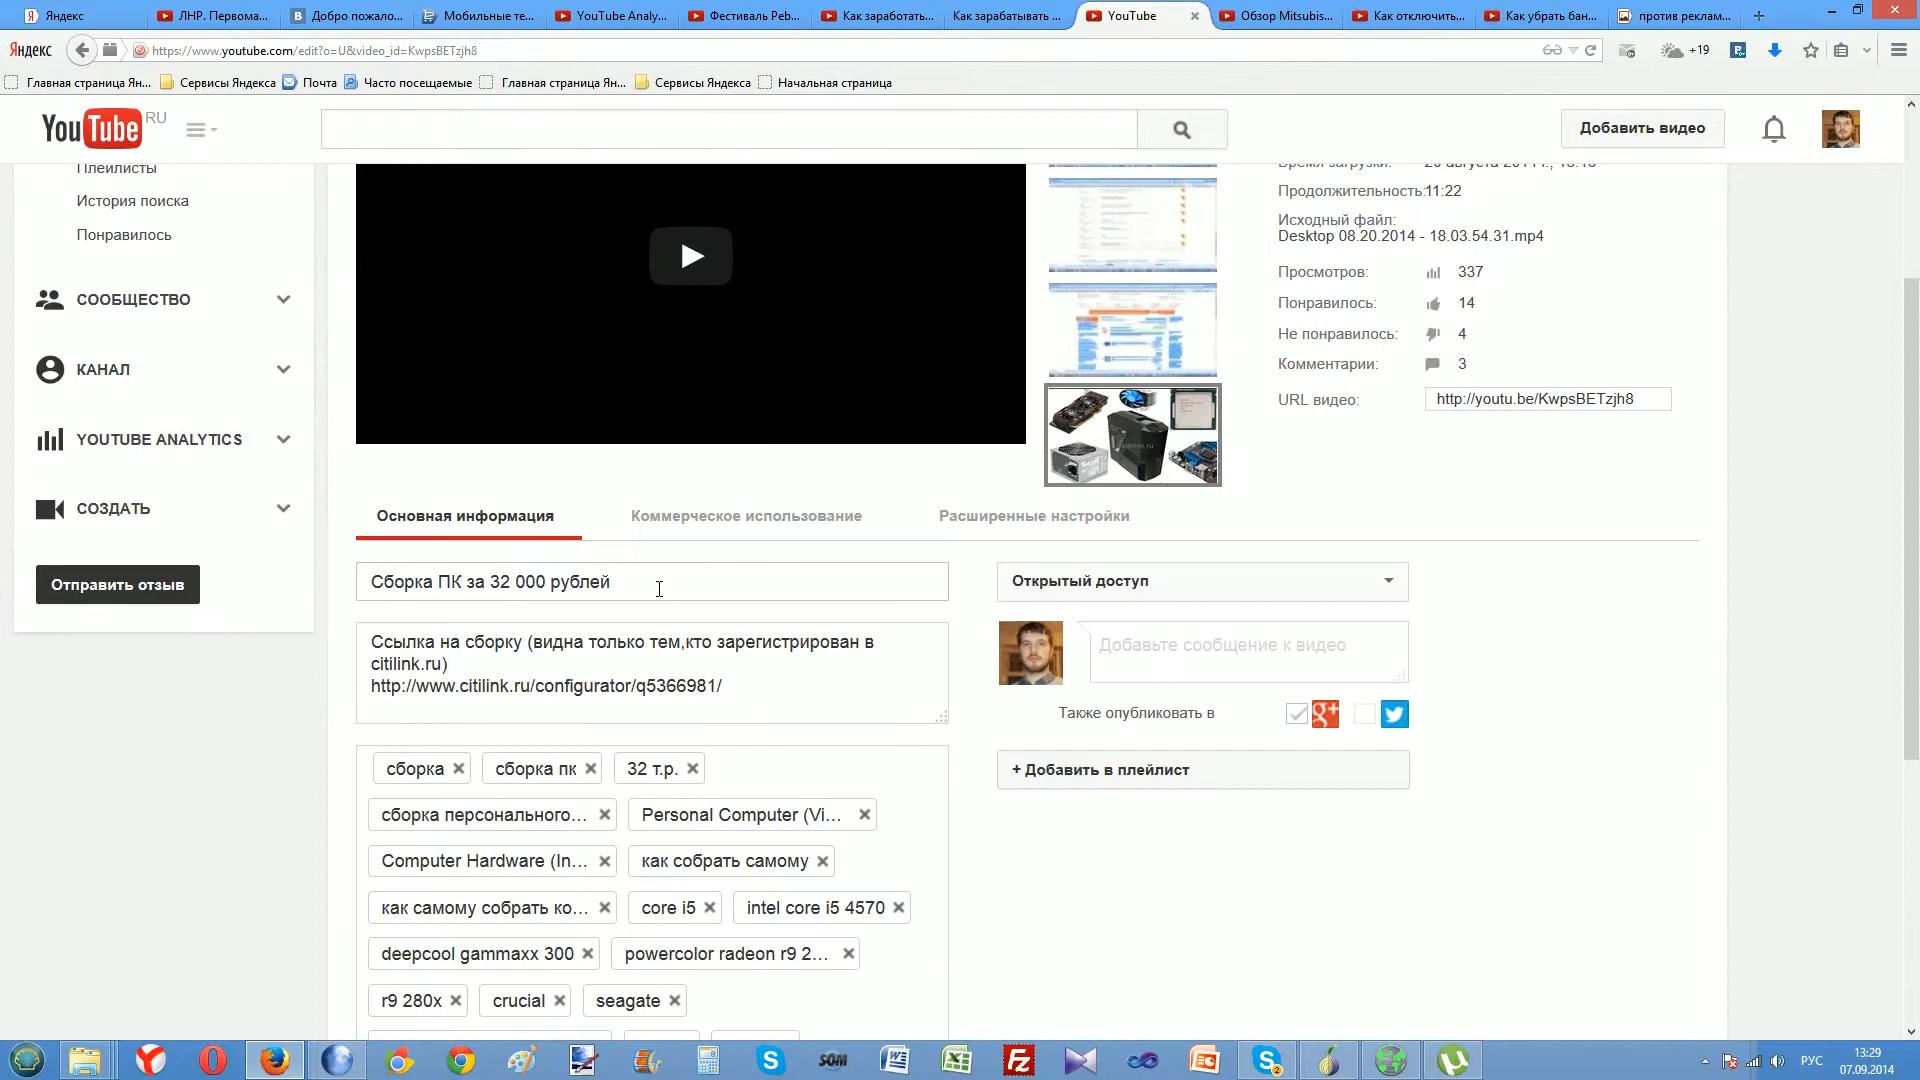 Яндекс
ЛНР. Первома...
Добро пожало...
Мобильные те...
YouTube Analy...
Фестиваль Реb...
Как заработать...
Как зарабатывать ...
YouTube
Обзор Mitsubis...
Как отключить...
Как убрать бан...
против реклам...
Яндекс
https://www.youtube.com/edit?o=U&video_id=KwpsBETzjh8
+19
Главная страница Ян...
Сервисы Яндекса
Почта
Часто посещаемые
Главная страница Ян...
Сервисы Яндекса
Начальная страница
YouTube RU
Добавить видео
Плейлисты
История поиска
Понравилось
СООБЩЕСТВО
КАНАЛ
YOUTUBE ANALYTICS
СОЗДАТЬ
Отправить отзыв
Время загрузки:
Продолжительность: 11:22
Исходный файл:
Desktop 08.20.2014 - 18.03.54.31.mp4
Просмотров: 337
Понравилось: 14
Не понравилось: 4
Комментарии: 3
URL видео: http://youtu.be/KwpsBETzjh8
Основная информация
Коммерческое использование
Расширенные настройки
Сборка ПК за 32 000 рублей
Ссылка на сборку (видна только тем,кто зарегистрирован в
citilink.ru)
http://www.citilink.ru/configurator/q5366981/
Открытый доступ
Добавьте сообщение к видео
Также опубликовать в
+ Добавить в плейлист
сборка
сборка пк
32 т.р.
сборка персонального...
Personal Computer (Vi...
Computer Hardware (In...
как собрать самому
как самому собрать ко...
core i5
intel core i5 4570
deepcool gammaxx 300
powercolor radeon r9 2...
r9 280x
crucial
seagate
SOM
РУС
13:29
07.09.2014